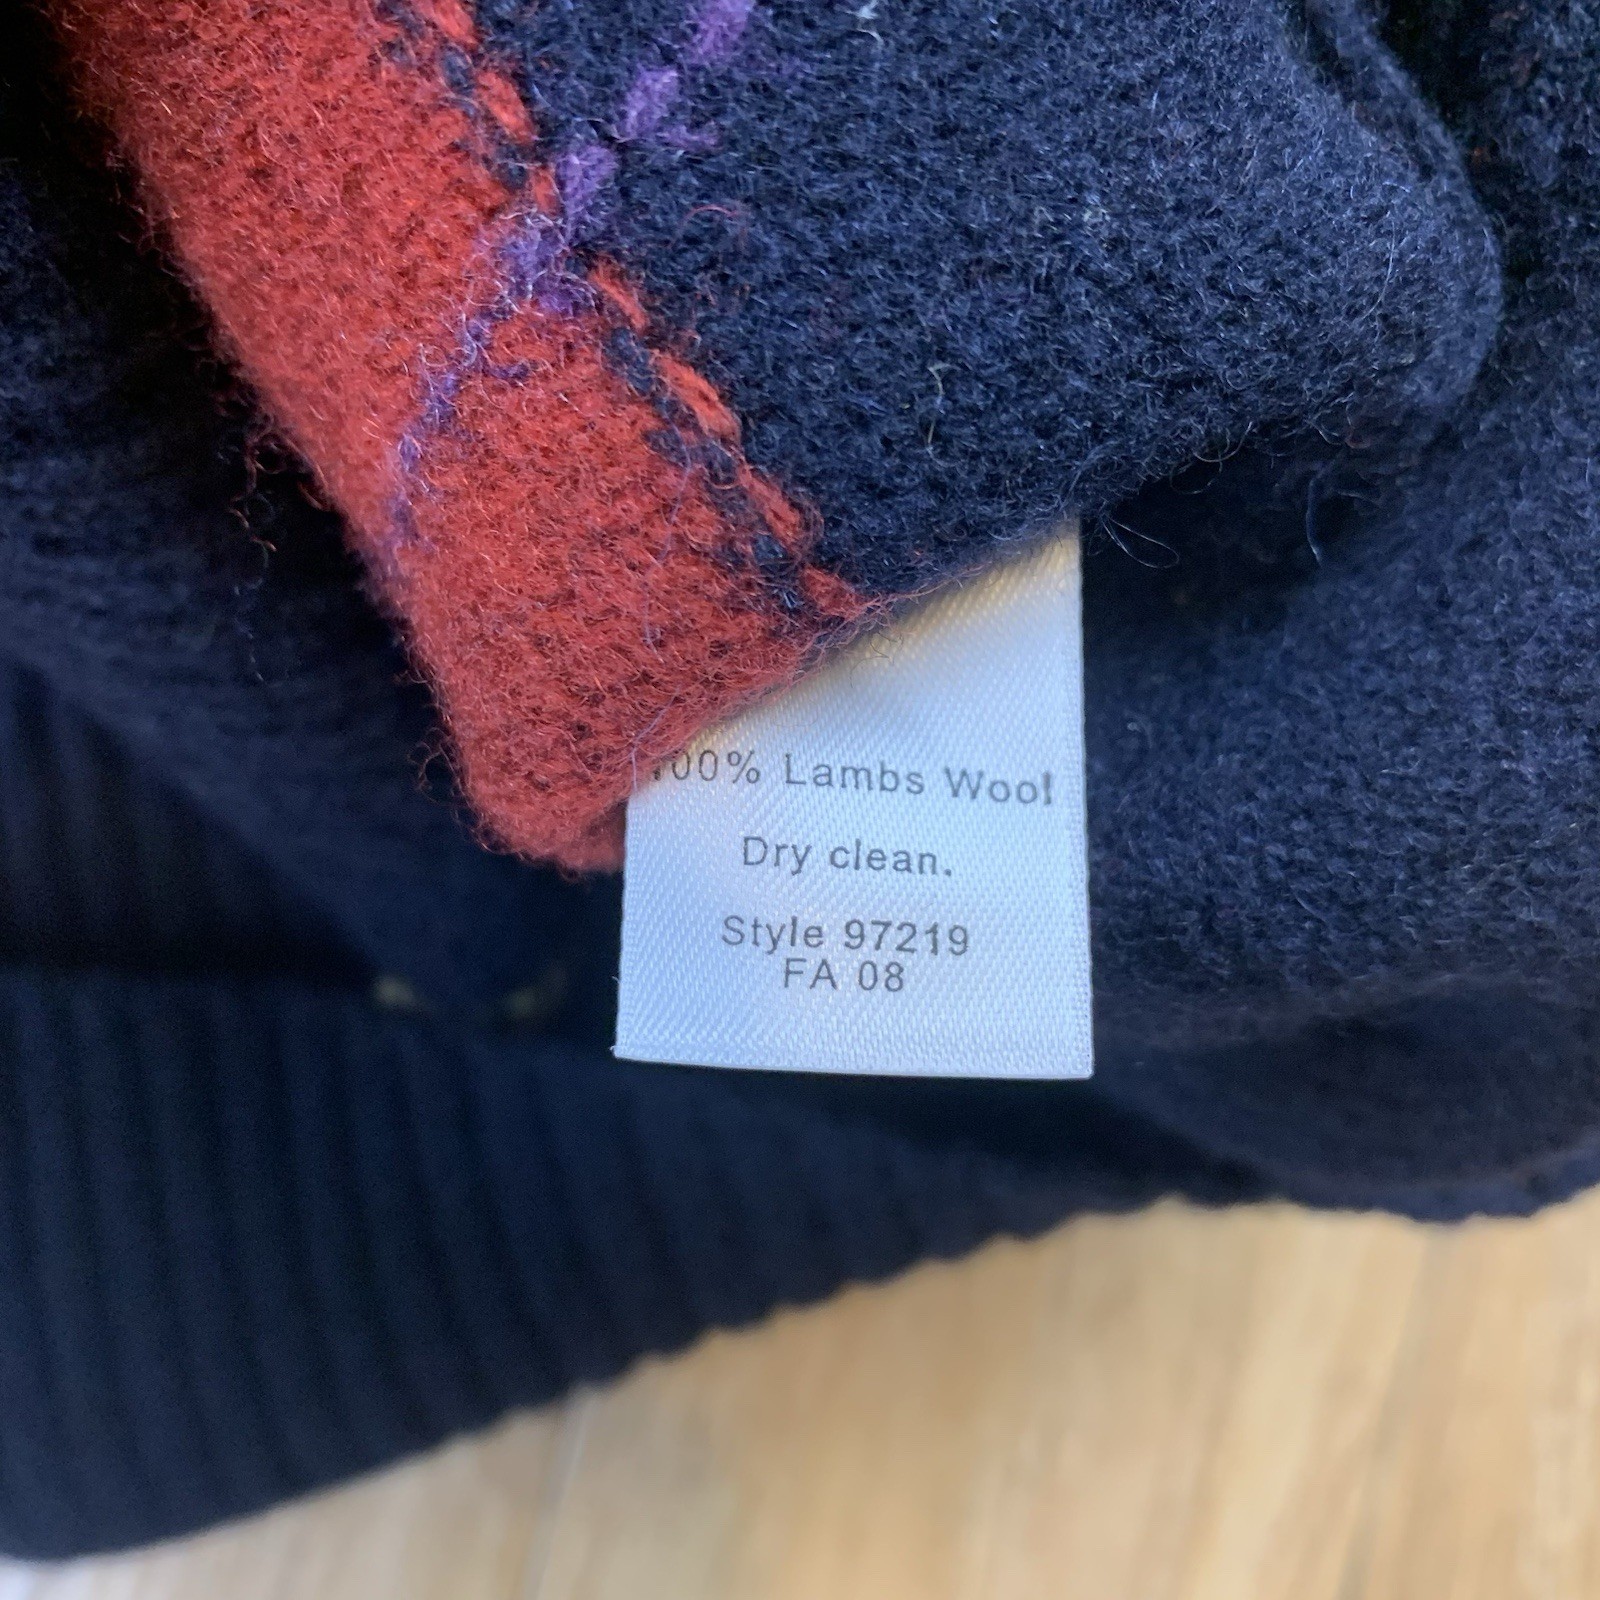 100% Lambs Wool
Dry clean.
Style 97219
FA 08